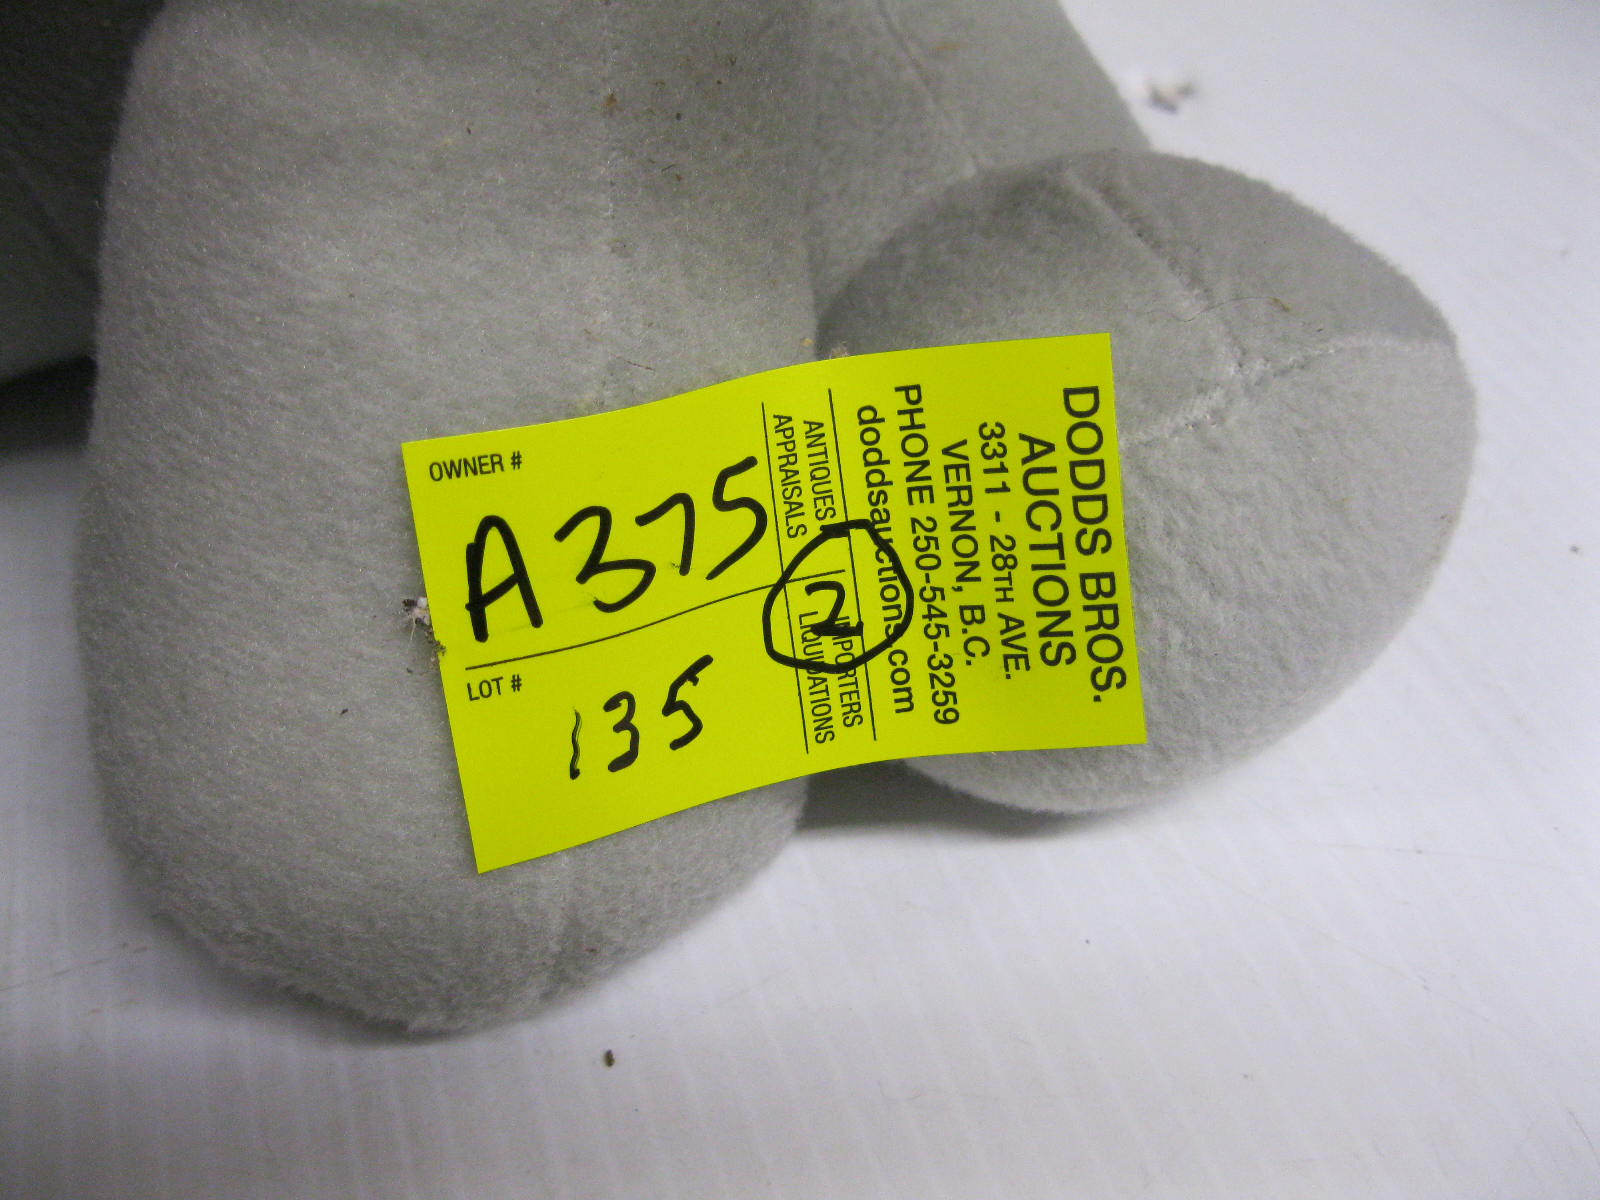 DODDS BROS.
AUCTIONS
3311 - 28TH AVE.
VERNON, B.C.
PHONE 250-545-3259
doddsauctions.com
ANTIQUES IMPORTERS
APPRAISALS LIQUIDATIONS
2
OWNER #
A375
LOT #
135